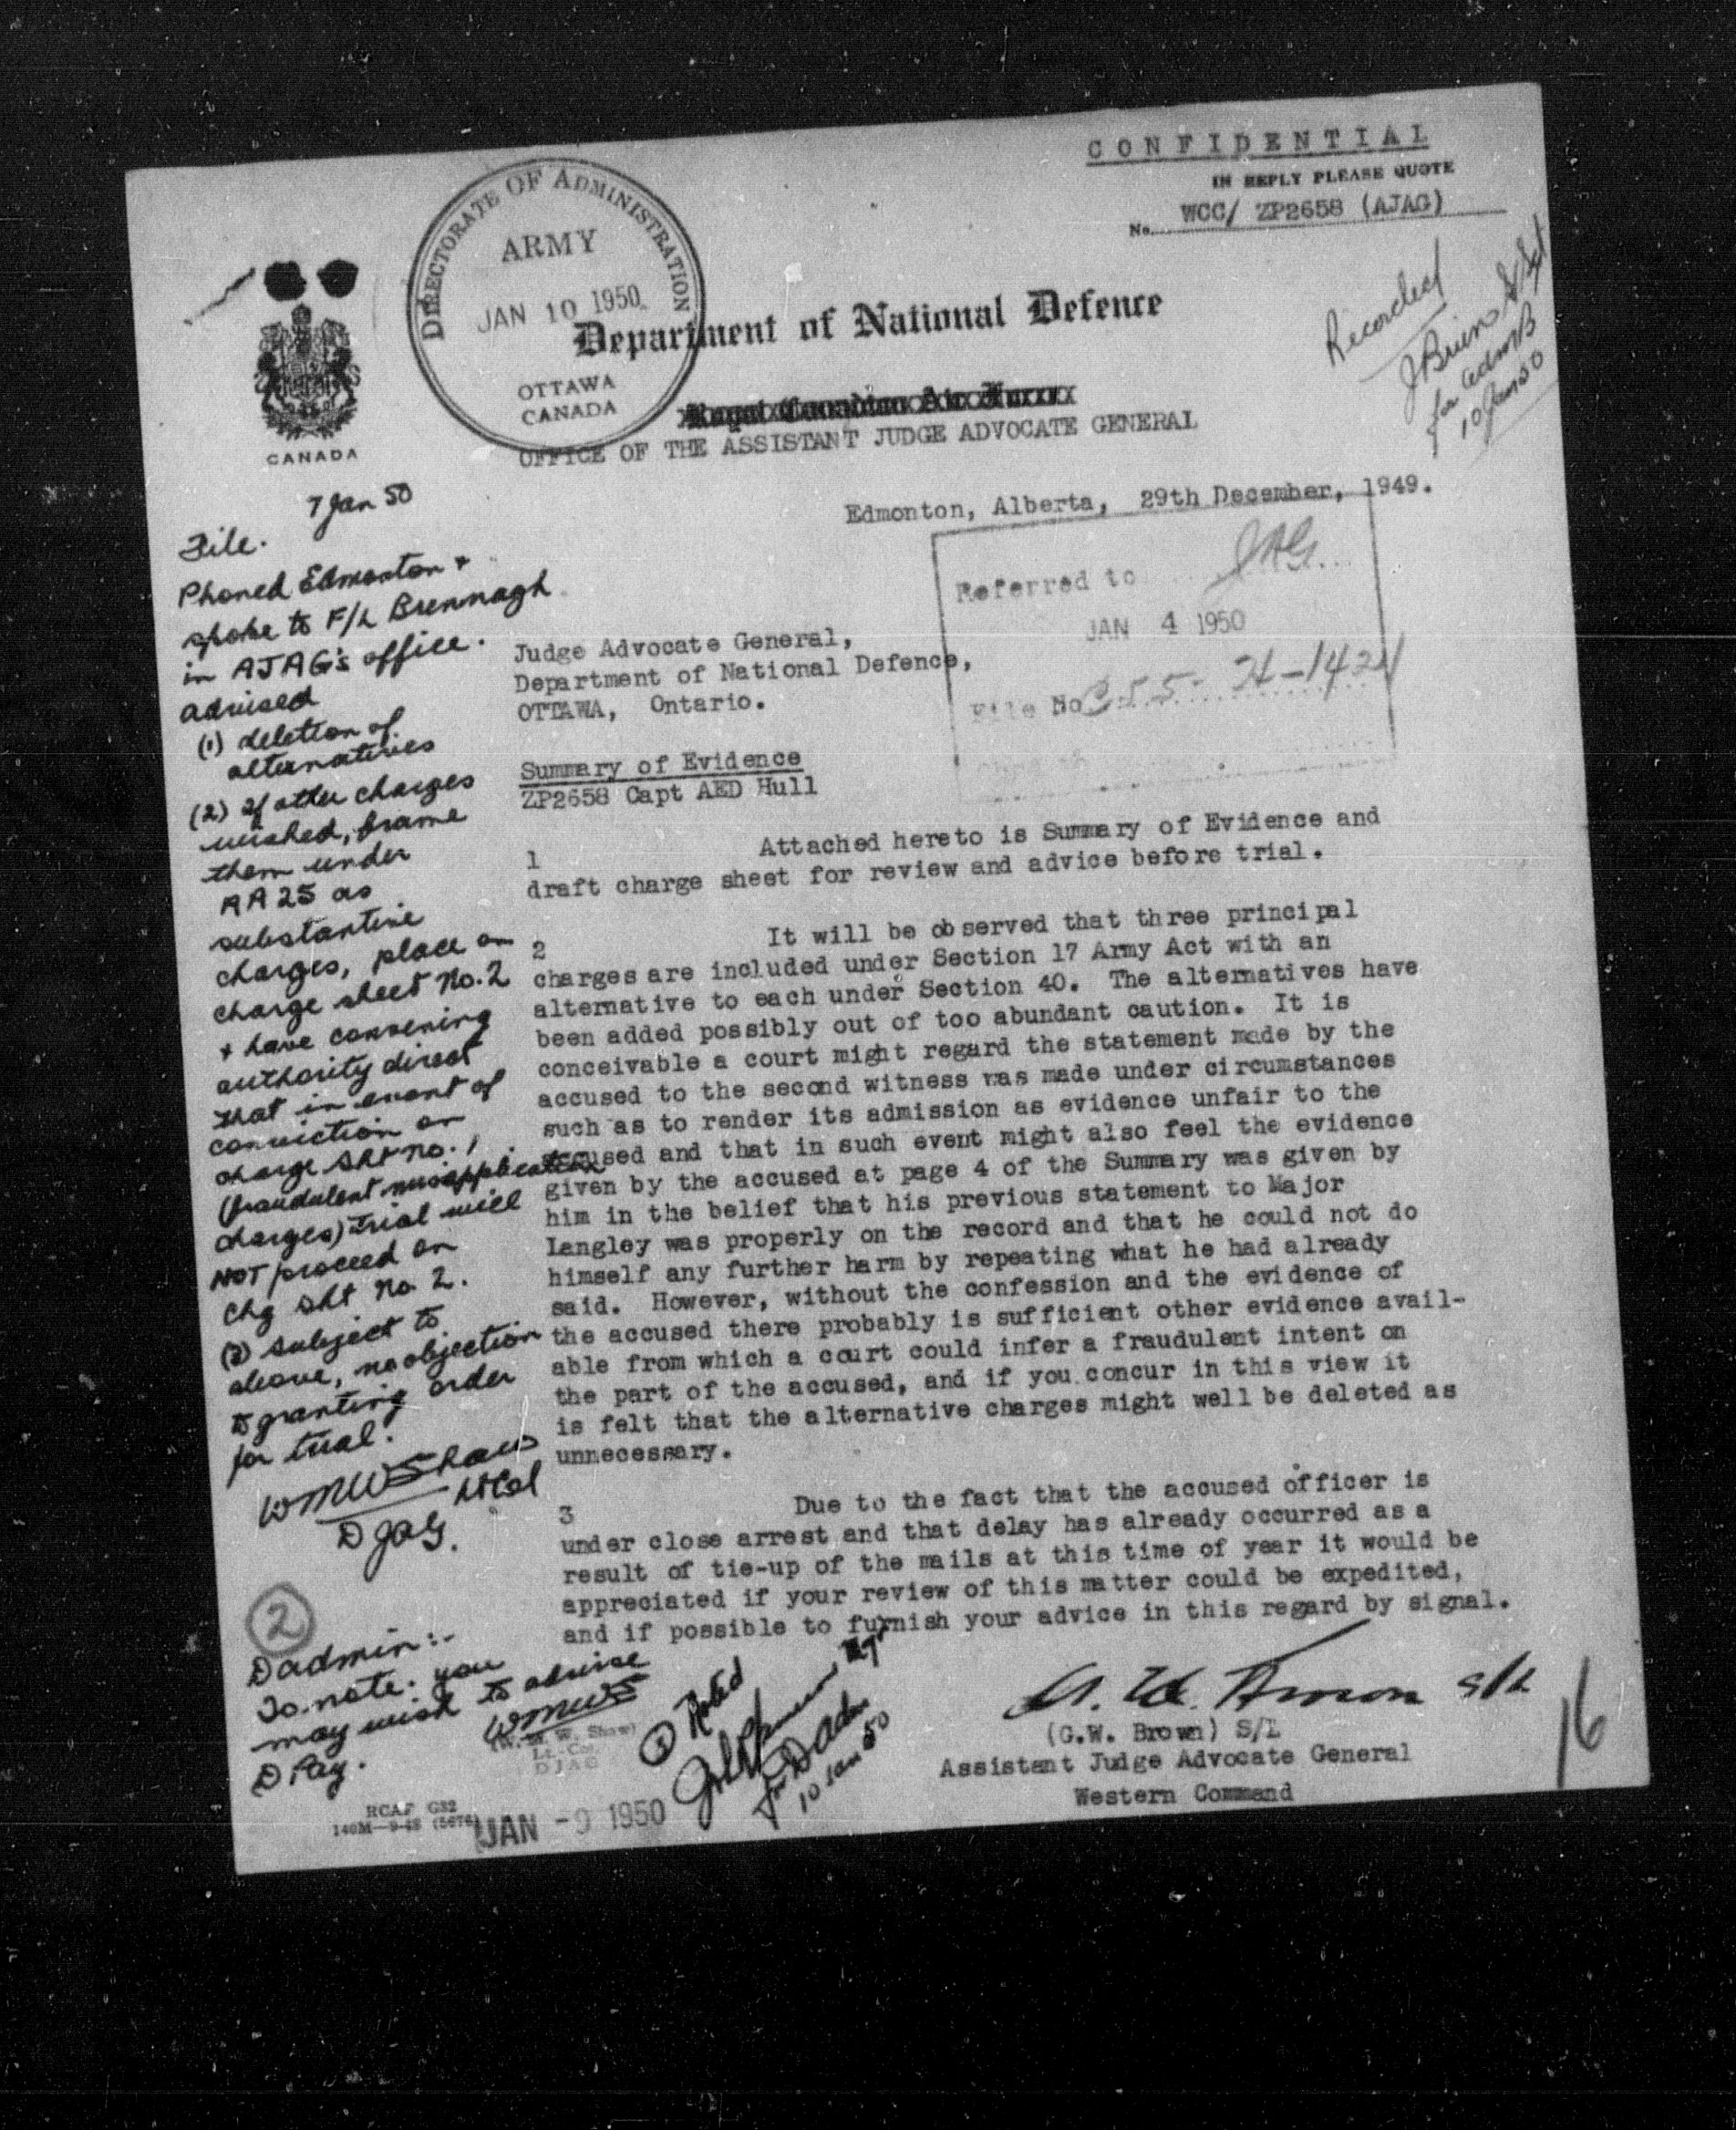 CONFIDENTIAL
IN REPLY PLEASE QUOTE
No. WCC/ ZP2658 (AJAG)
DIRECTORATE OF ADMINISTRATION
ARMY
JAN 10 1950
OTTAWA
CANADA
CANADA
Department of National Defence
Royal Canadian Air Force
OFFICE OF THE ASSISTANT JUDGE ADVOCATE GENERAL
Recorded
JBrien S/Sgt
for adm B
10 Jan 50
Edmonton, Alberta, 29th December, 1949.
Referred to JAG.
JAN 4 1950
File No C 55-H-1424
Judge Advocate General,
Department of National Defence,
OTTAWA, Ontario.
Summary of Evidence
ZP2658 Capt AED Hull
1 Attached hereto is Summary of Evidence and
draft charge sheet for review and advice before trial.
2 It will be observed that three principal
charges are included under Section 17 Army Act with an
alternative to each under Section 40. The alternatives have
been added possibly out of too abundant caution. It is
conceivable a court might regard the statement made by the
accused to the second witness was made under circumstances
such as to render its admission as evidence unfair to the
accused and that in such event might also feel the evidence
given by the accused at page 4 of the Summary was given by
him in the belief that his previous statement to Major
Langley was properly on the record and that he could not do
himself any further harm by repeating what he had already
said. However, without the confession and the evidence of
the accused there probably is sufficient other evidence avail-
able from which a court could infer a fraudulent intent on
the part of the accused, and if you concur in this view it
is felt that the alternative charges might well be deleted as
unnecessary.
3 Due to the fact that the accused officer is
under close arrest and that delay has already occurred as a
result of tie-up of the mails at this time of year it would be
appreciated if your review of this matter could be expedited,
and if possible to furnish your advice in this regard by signal.
(G.W. Brown) S/L
Assistant Judge Advocate General
Western Command
7 Jan 50
File.
Phoned Edmonton +
spoke to F/L Brennagh
in AJAG's office.
advised
(1) deletion of
alternatives
(2) if other charges
wished, frame
them under
AA 25 as
substantive
charges, place on
charge sheet No. 2
+ have convening
authority direct
that in event of
conviction on
charge sht no. 1
(fraudulent misapplication
charges) trial will
NOT proceed on
chg sht no 2.
(3) Subject to
above, no objection
to granting order
for trial.
WMWShaw
Lt Col
DJAG.
2
Dadmin:-
To note. you
may wish to advise
D Pay.
WMWS
(W. M. W. Shaw)
Lt.-Col
DJAG
Noted
for D Adm
10 Jan 50
RCAF G32
JAN -9 1950
16